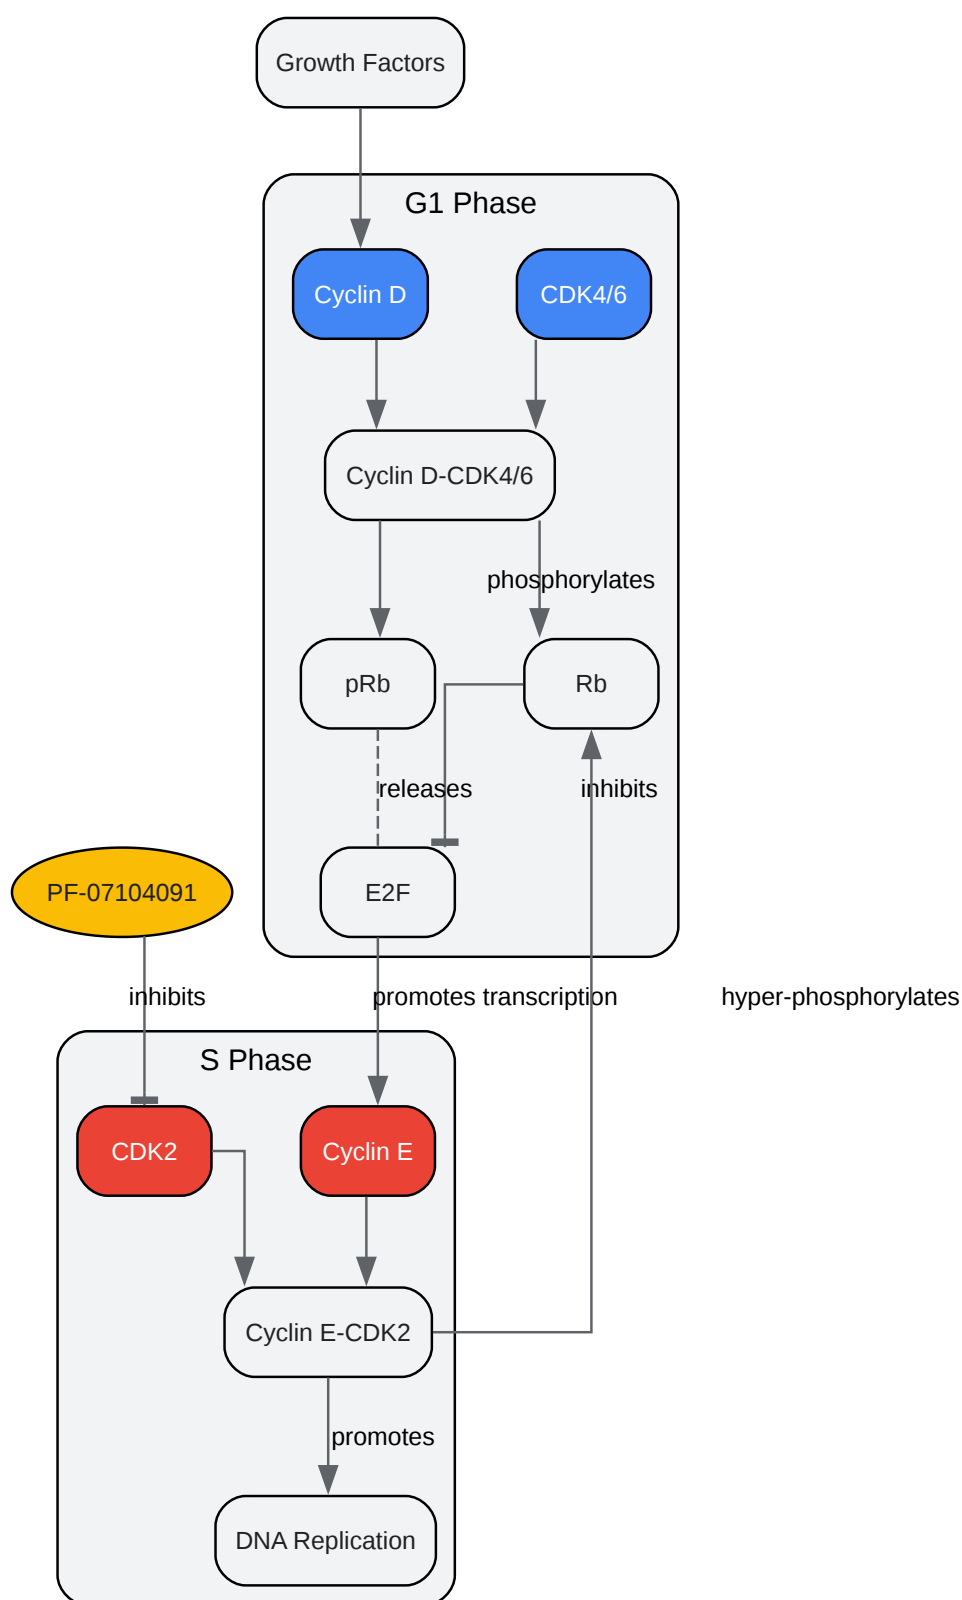 Growth Factors
G1 Phase
Cyclin D
CDK4/6
Cyclin D-CDK4/6
phosphorylates
pRb
Rb
releases
inhibits
PF-07104091
E2F
inhibits
promotes transcription
hyper-phosphorylates
S Phase
CDK2
Cyclin E
Cyclin E-CDK2
promotes
DNA Replication